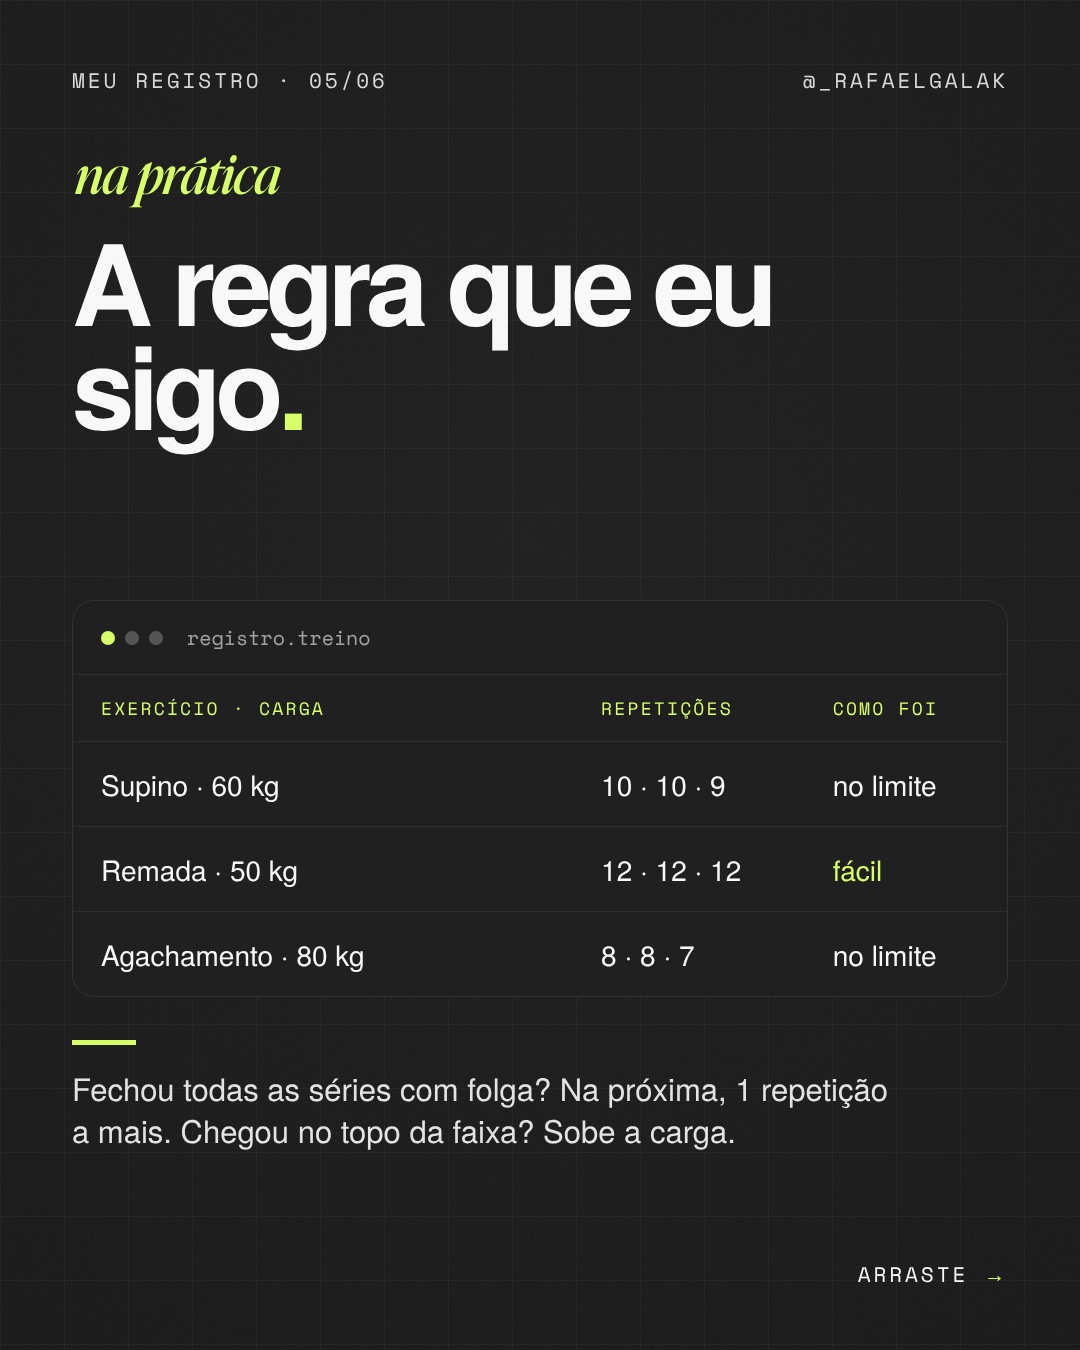 MEU REGISTRO · 05/06
@_RAFAELGALAK
na prática
A regra que eu
sigo.
registro.treino
EXERCÍCIO · CARGA REPETIÇÕES COMO FOI
Supino · 60 kg 10 · 10 · 9 no limite
Remada · 50 kg 12 · 12 · 12 fácil
Agachamento · 80 kg 8 · 8 · 7 no limite
Fechou todas as séries com folga? Na próxima, 1 repetição
a mais. Chegou no topo da faixa? Sobe a carga.
ARRASTE →